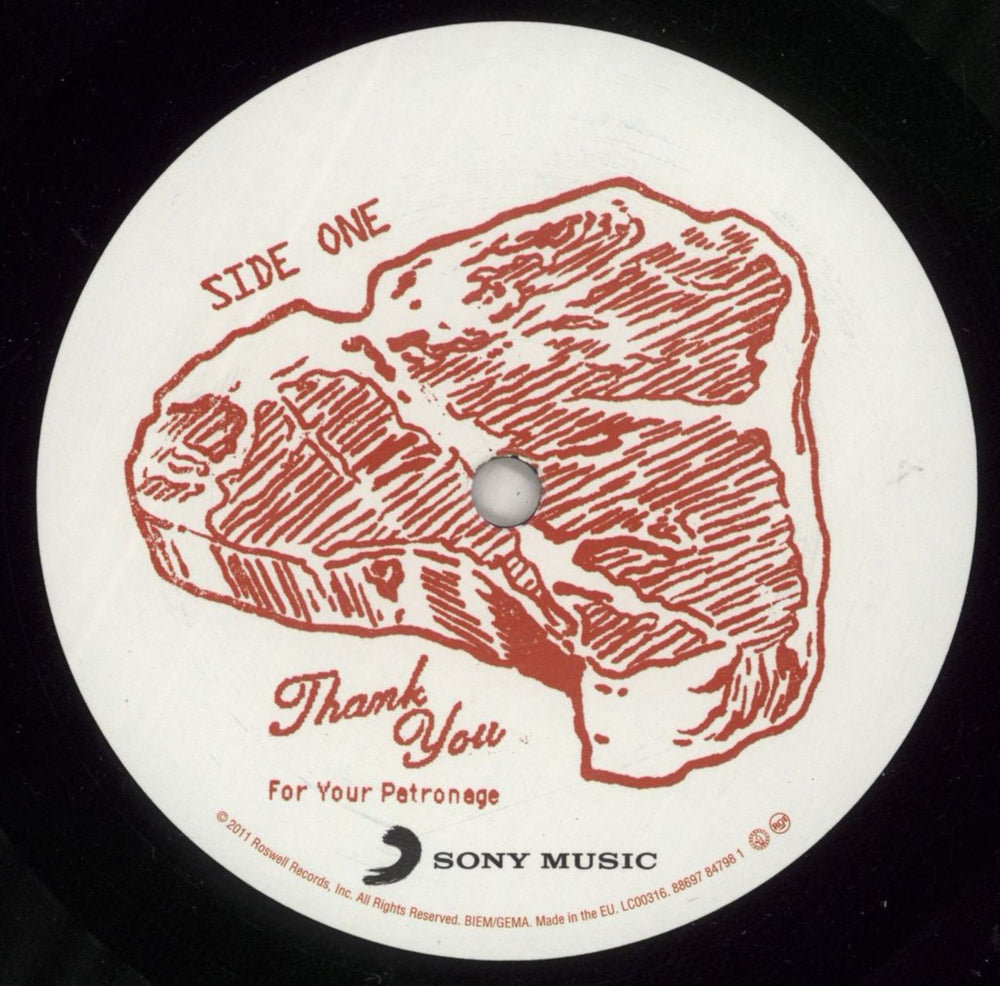 SIDE ONE
Thank
You
For Your Patronage
SONY MUSIC
© 2011 Roswell Records, Inc. All Rights Reserved. BIEM/GEMA. Made in the EU. LC00316. 88697 84798 1
RCA